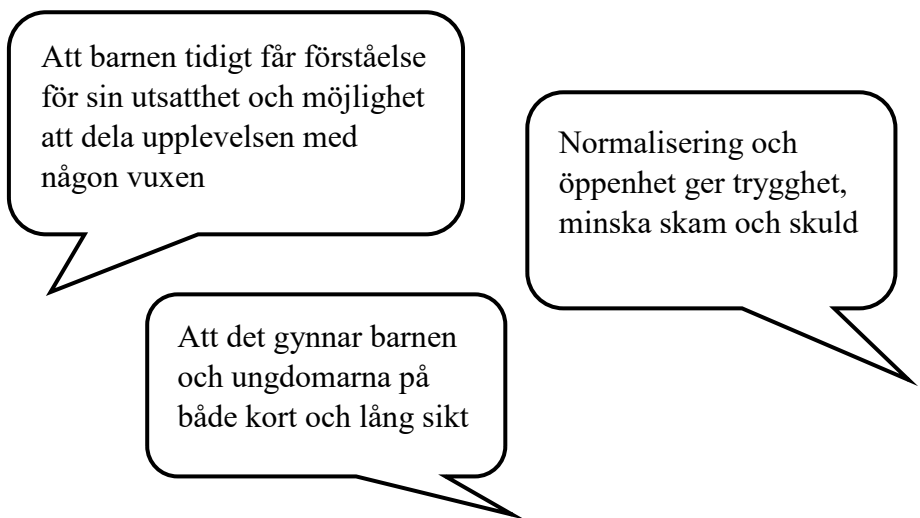 Att barnen tidigt får förståelse
för sin utsatthet och möjlighet
att dela upplevelsen med
någon vuxen
Normalisering och
öppenhet ger trygghet,
minska skam och skuld
Att det gynnar barnen
och ungdomarna på
både kort och lång sikt